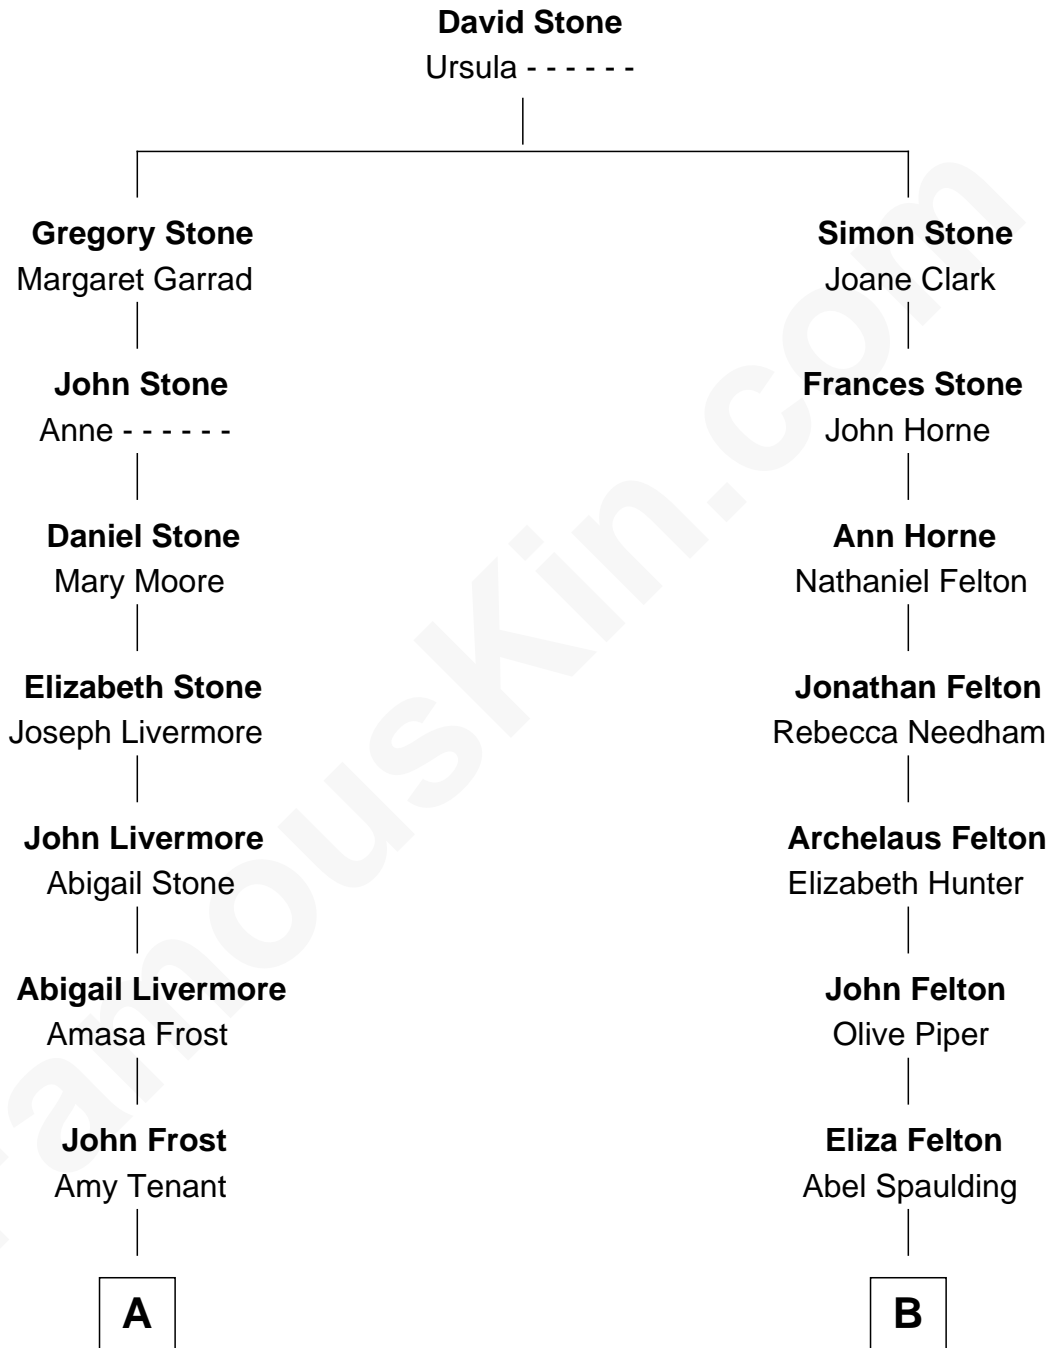 David Stone
Ursula - - - - - -
Gregory Stone
Margaret Garrad
Simon Stone
Joane Clark
John Stone
Anne - - - - - -
Frances Stone
John Horne
Daniel Stone
Mary Moore
Ann Horne
Nathaniel Felton
Elizabeth Stone
Joseph Livermore
Jonathan Felton
Rebecca Needham
John Livermore
Abigail Stone
Archelaus Felton
Elizabeth Hunter
Abigail Livermore
Amasa Frost
John Felton
Olive Piper
John Frost
Amy Tenant
Eliza Felton
Abel Spaulding
A
B
FamousKin.com